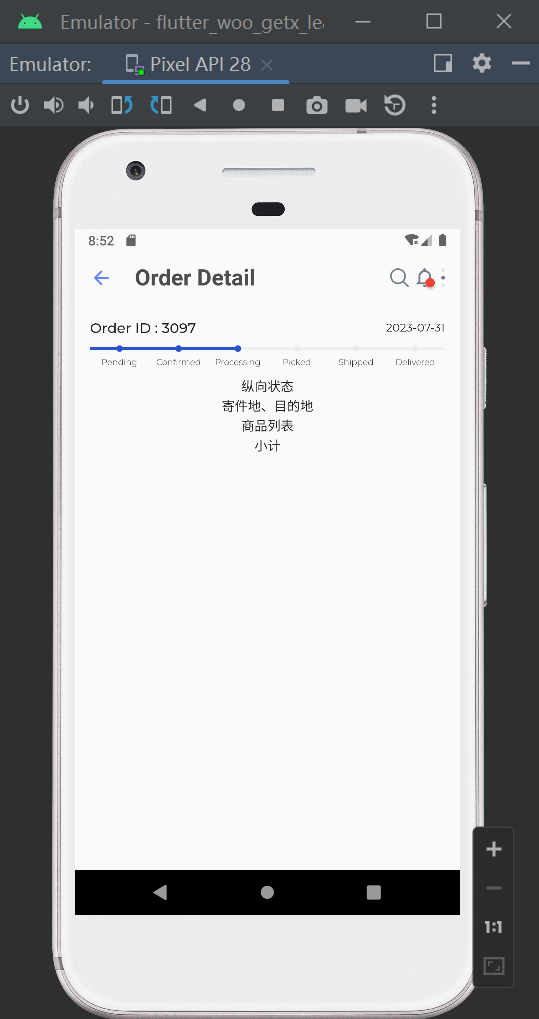 Emulator - flutter_woo_getx_le
Emulator: Pixel API 28
8:52
Order Detail
Order ID : 3097 2023-07-31
Pending Confirmed Processing Picked Shipped Delivered
纵向状态
寄件地、目的地
商品列表
小计
1:1